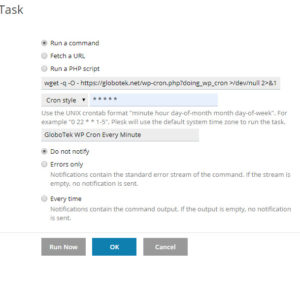 Task
Run a command
Fetch a URL
Run a PHP script
wget -q -O - https://globotek.net/wp-cron.php?doing_wp_cron >/dev/null 2>&1
Cron style * * * * *
Use the UNIX crontab format "minute hour day-of-month month day-of-week". For
example "0 22 * * 1-5". Plesk will use the default system time zone to run the task.
GloboTek WP Cron Every Minute
Do not notify
Errors only
Notifications contain the standard error stream of the command. If the stream is
empty, no notification is sent.
Every time
Notifications contain the command output. If the output is empty, no notification
is sent.
Run Now OK Cancel